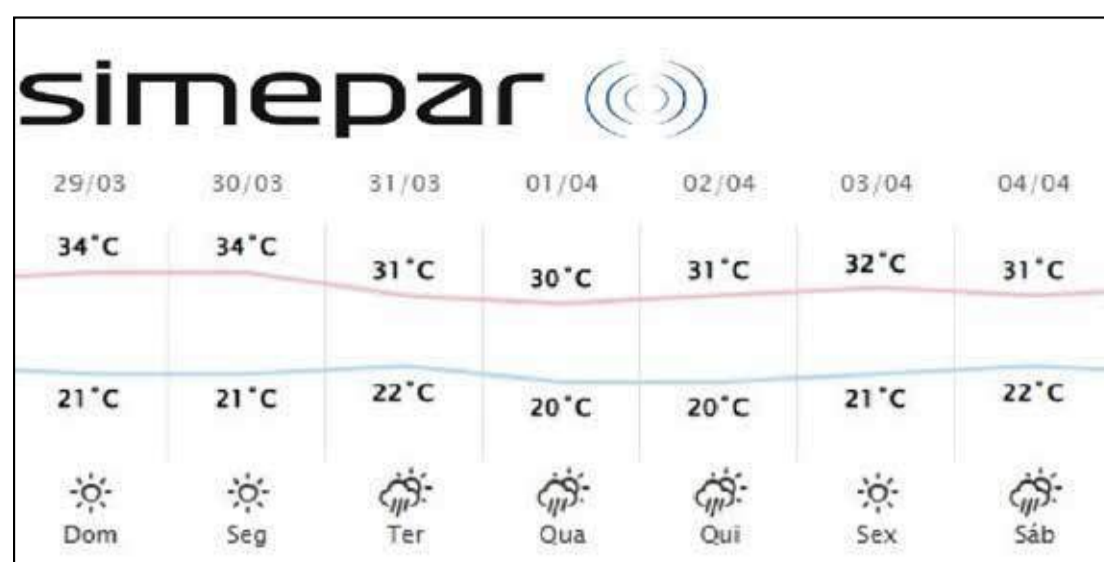 simepar
29/03 30/03 31/03 01/04 02/04 03/04 04/04
34°C 34°C 31°C 30°C 31°C 32°C 31°C
21°C 21°C 22°C 20°C 20°C 21°C 22°C
Dom Seg Ter Qua Qui Sex Sáb